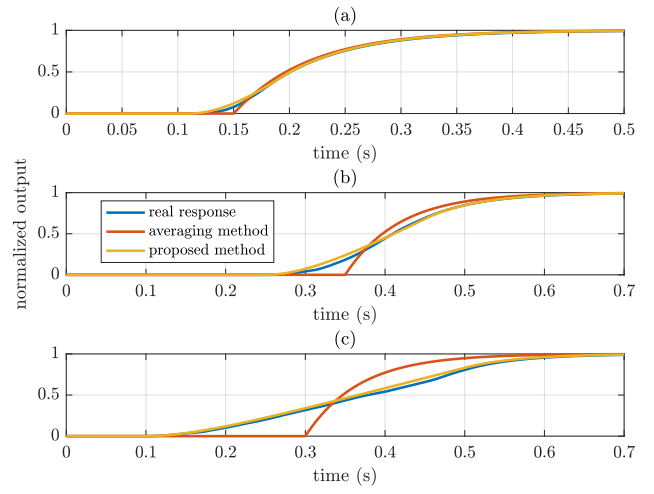 (a)
1
0.5
0
0 0.05 0.1 0.15 0.2 0.25 0.3 0.35 0.4 0.45 0.5
time (s)
normalized output
(b)
1
0.5
0
real response
averaging method
proposed method
0 0.1 0.2 0.3 0.4 0.5 0.6 0.7
time (s)
(c)
1
0.5
0
0 0.1 0.2 0.3 0.4 0.5 0.6 0.7
time (s)